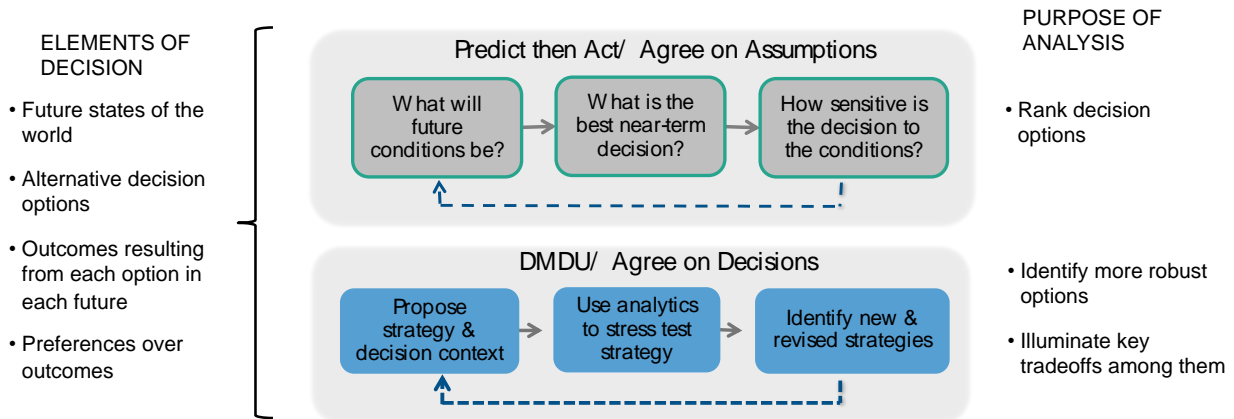 ELEMENTS OF
DECISION
• Future states of the
world
• Alternative decision
options
• Outcomes resulting
from each option in
each future
• Preferences over
outcomes
Predict then Act/ Agree on Assumptions
What will
future
conditions be?
What is the
best near-term
decision?
How sensitive is
the decision to
the conditions?
DMDU/ Agree on Decisions
Propose
strategy &
decision context
Use analytics
to stress test
strategy
Identify new &
revised strategies
PURPOSE OF
ANALYSIS
• Rank decision
options
• Identify more robust
options
• Illuminate key
tradeoffs among them